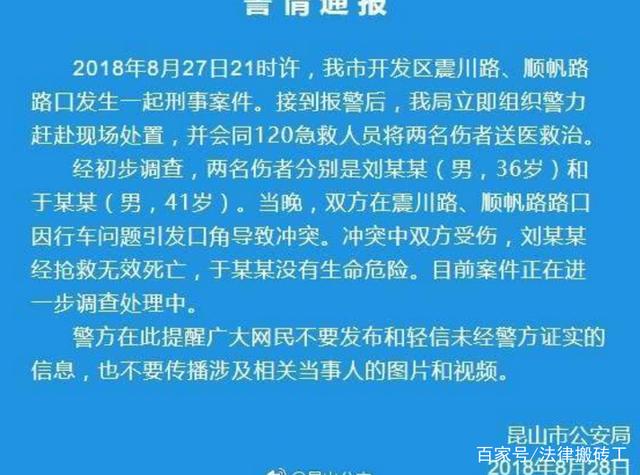 警情通报
2018年8月27日21时许，我市开发区震川路、顺帆路
路口发生一起刑事案件。接到报警后，我局立即组织警力
赶赴现场处置，并会同120急救人员将两名伤者送医救治。
经初步调查，两名伤者分别是刘某某（男，36岁）和
于某某（男，41岁）。当晚，双方在震川路、顺帆路路口
因行车问题引发口角导致冲突。冲突中双方受伤，刘某某
经抢救无效死亡，于某某没有生命危险。目前案件正在进
一步调查处理中。
警方在此提醒广大网民不要发布和轻信未经警方证实的
信息，也不要传播涉及相关当事人的图片和视频。
昆山市公安局
百家号/法律搬砖工
2018年8月28日